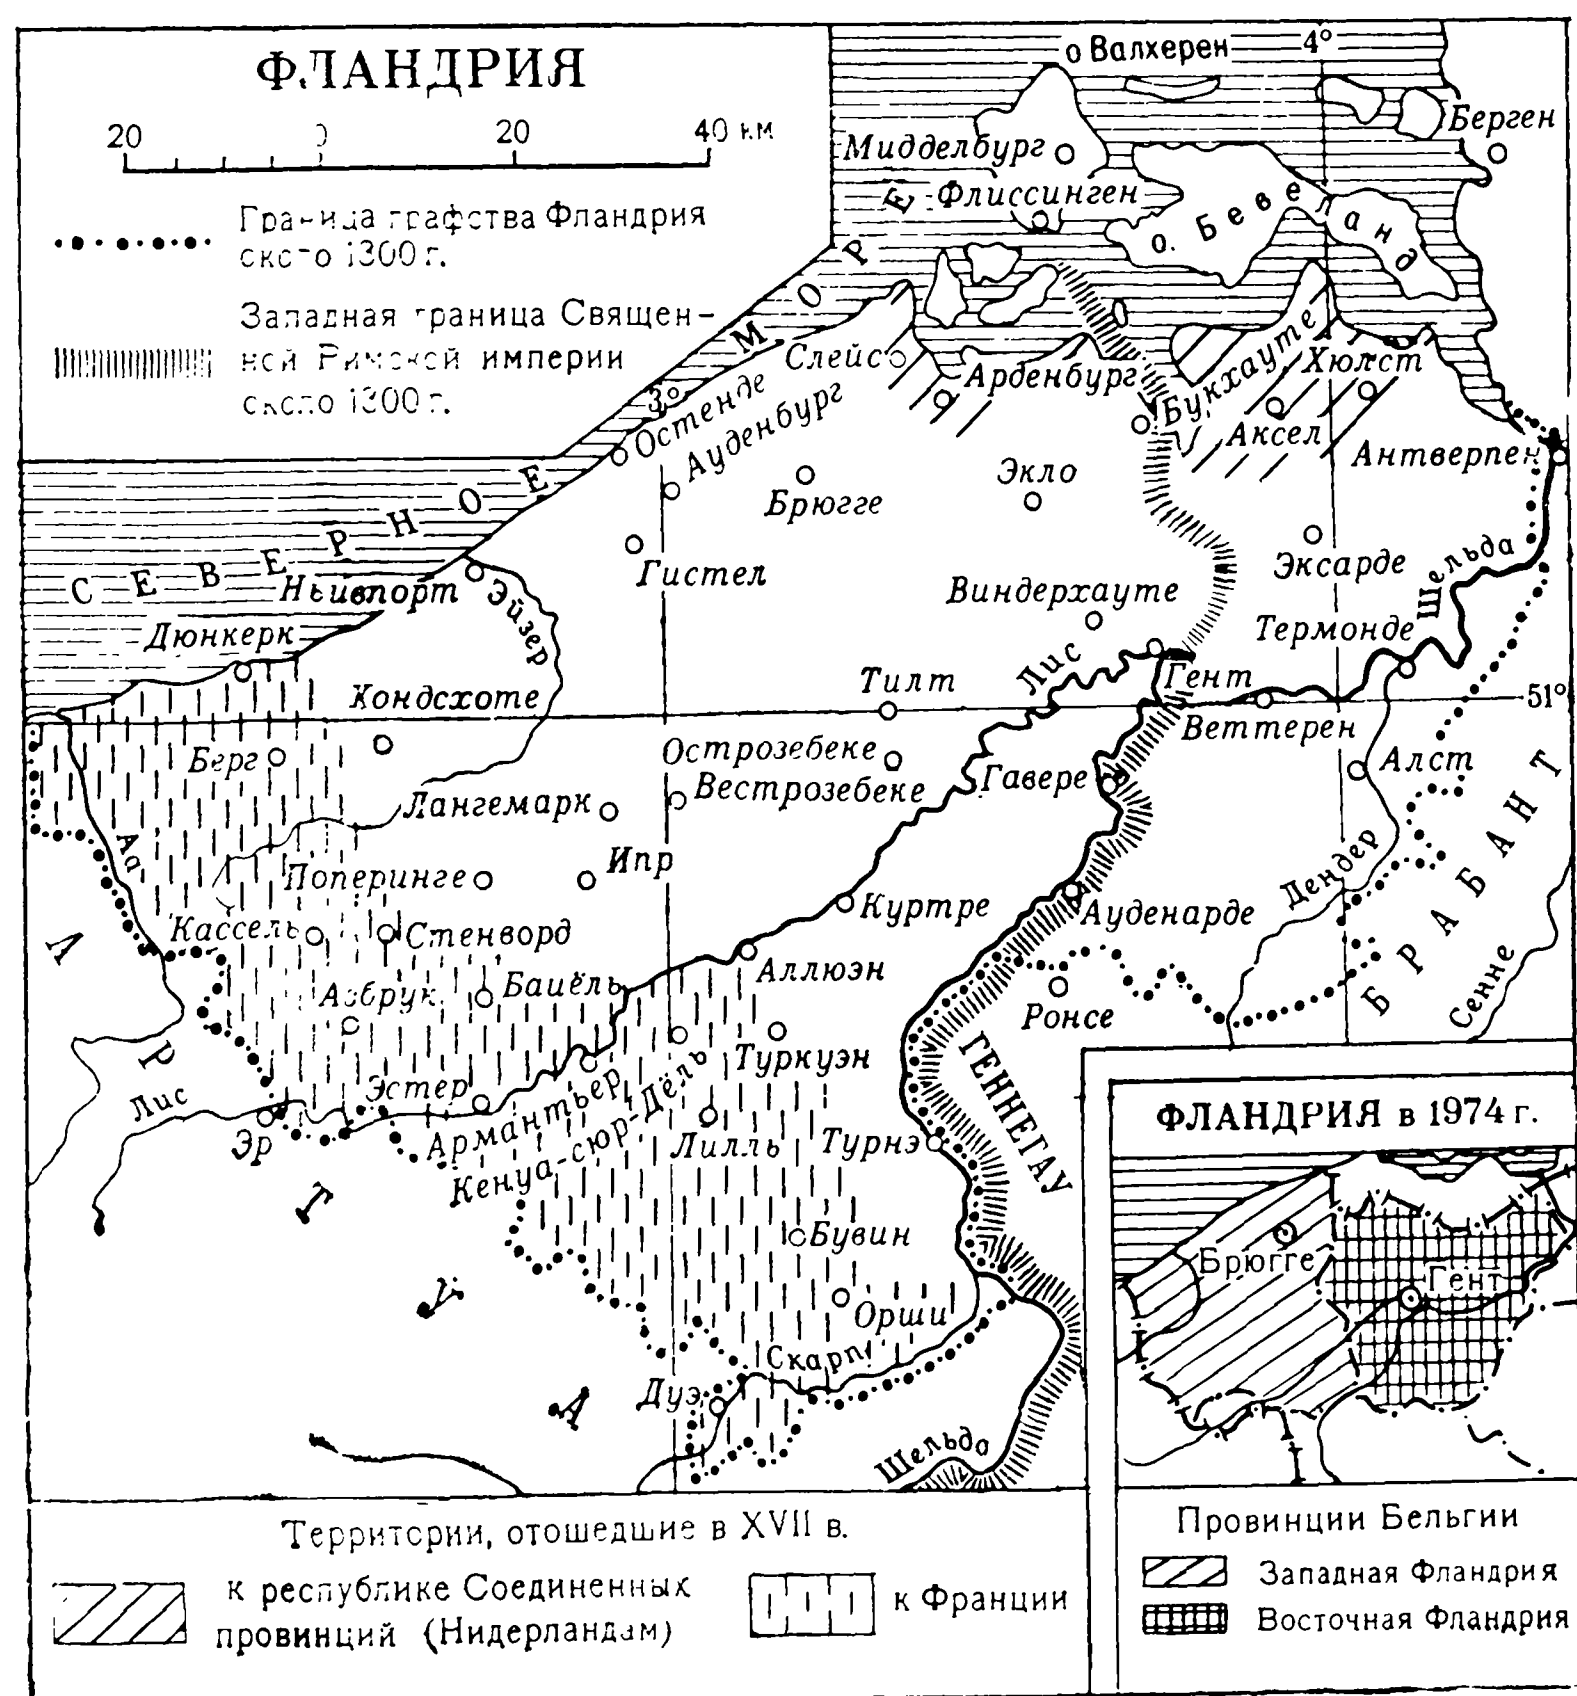 ФЛАНДРИЯ
20 0 20 40 км
Граница графства Фландрия
около 1300 г.
Западная граница Священ-
ной Римской империи
около 1300 г.
СЕВЕРНОЕ МОРЕ
о Валхерен
4°
Берген
Мидделбург
Флиссинген
о. Бевеланд
3°
Остенде
Слейс
Ауденбург
Арденбург
Букхауте
Хюлст
Аксел
Антверпен
Брюгге
Экло
Гистел
Эксарде
Шельда
Ньивпорт
Эйзер
Виндерхауте
Термонде
Дюнкерк
Лис
Гент
Тилт
51°
Кондсхоте
Веттерен
Берг
Острозебеке
Гавере
Алст
Вестрозебеке
Лангемарк
Аа
Ипр
Поперинге
Дендер
БРАБАНТ
Куртре
Ауденарде
Кассель
Стенворд
Аллюэн
Сенне
Азбрук
Байёль
Ронсе
Туркуэн
ГЕННЕГАУ
Лис
Эстер
Армантьер
Кенуа-сюр-Дёль
Эр
Лилль
Турнэ
Бувин
Орши
Скарп
Дуэ
Шельда
АРТУА
Территории, отошедшие в XVII в.
к республике Соединенных
провинций (Нидерландам)
к Франции
ФЛАНДРИЯ в 1974 г.
Брюгге
Гент
Провинции Бельгии
Западная Фландрия
Восточная Фландрия